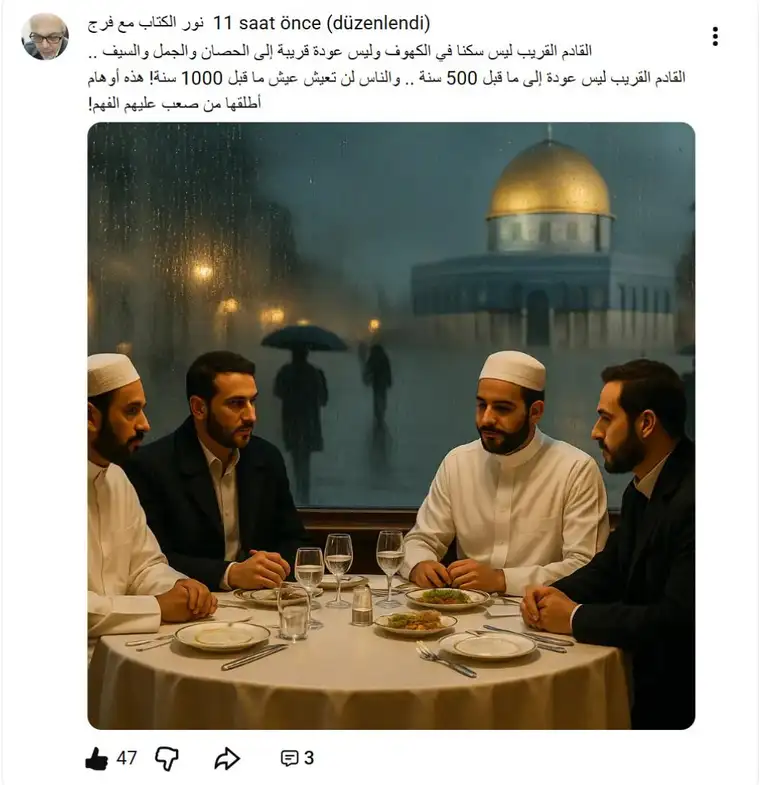 نور الكتاب مع فرج 11 saat önce (düzenlendi)
القادم القريب ليس سكنا في الكهوف وليس عودة قريبة إلى الحصان والجمل والسيف ..
القادم القريب ليس عودة إلى ما قبل 500 سنة .. والناس لن تعيش عيش ما قبل 1000 سنة! هذه أوهام
أطلقها من صعب عليهم الفهم!
47 3